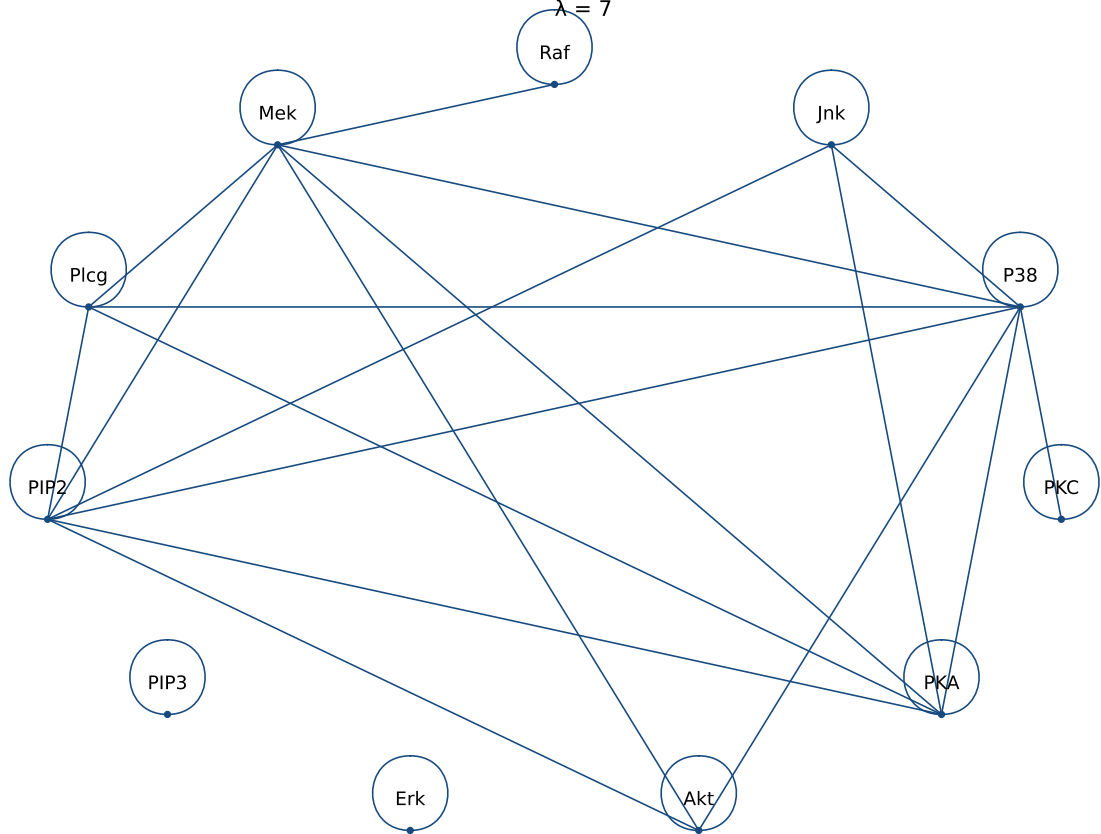 λ = 7
Raf
Mek
Jnk
Plcg
P38
PIP2
PKC
PIP3
PKA
Erk
Akt